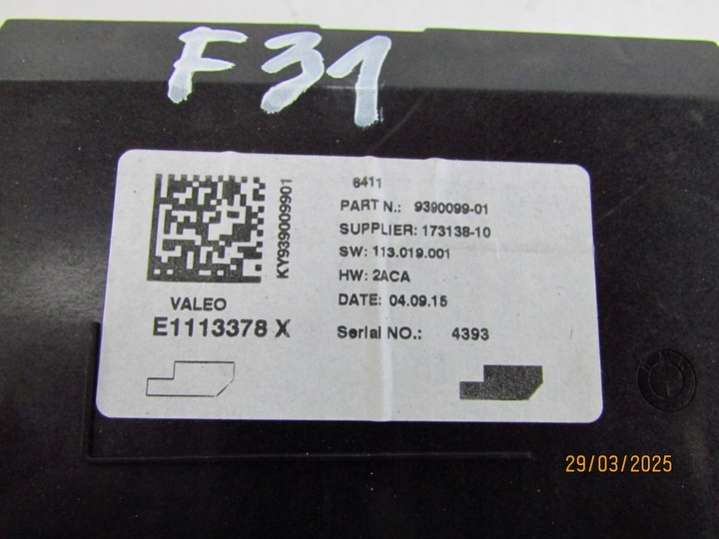 F31
6411
PART N.: 9390099-01
SUPPLIER: 173138-10
SW: 113.019.001
HW: 2ACA
DATE: 04.09.15
Serial NO.: 4393
KY939009901
VALEO
E1113378 X
29/03/2025